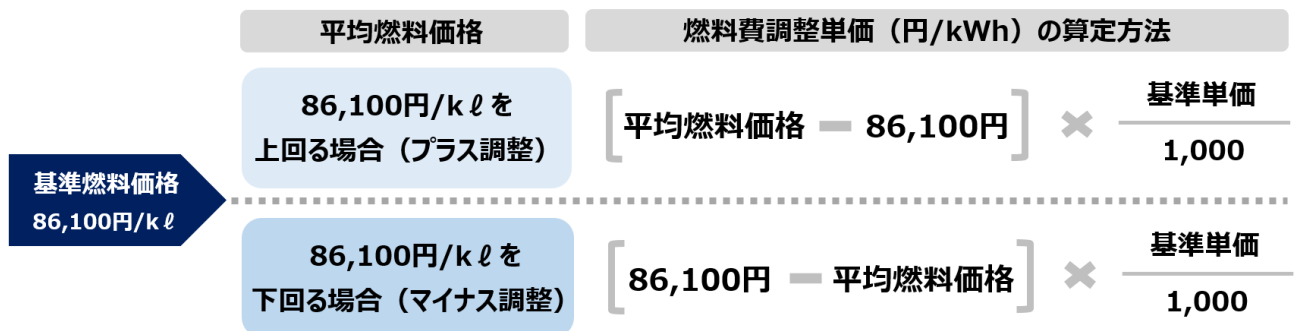 平均燃料価格
燃料費調整単価（円/kWh）の算定方法
86,100円/kℓを
上回る場合（プラス調整）
[平均燃料価格 ー 86,100円] × 基準単価
1,000
基準燃料価格
86,100円/kℓ
86,100円/kℓを
下回る場合（マイナス調整）
[86,100円 ー 平均燃料価格] × 基準単価
1,000